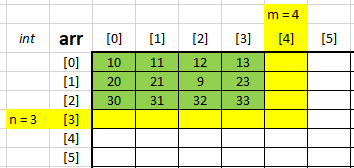 m = 4
int arr [0] [1] [2] [3] [4] [5]
[0] 10 11 12 13
[1] 20 21 9 23
[2] 30 31 32 33
n = 3 [3]
[4]
[5]